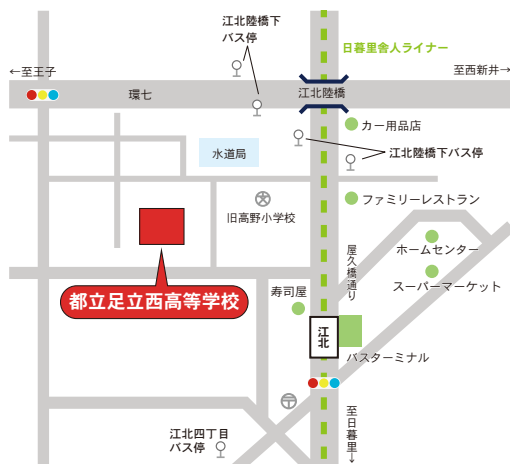 江北陸橋下
バス停
日暮里舎人ライナー
←至王子
至西新井→
環七
江北陸橋
カー用品店
水道局
江北陸橋下バス停
旧高野小学校
ファミリーレストラン
屋久橋通り
ホームセンター
スーパーマーケット
都立足立西高等学校
寿司屋
江北
バスターミナル
江北四丁目
バス停
至日暮里→